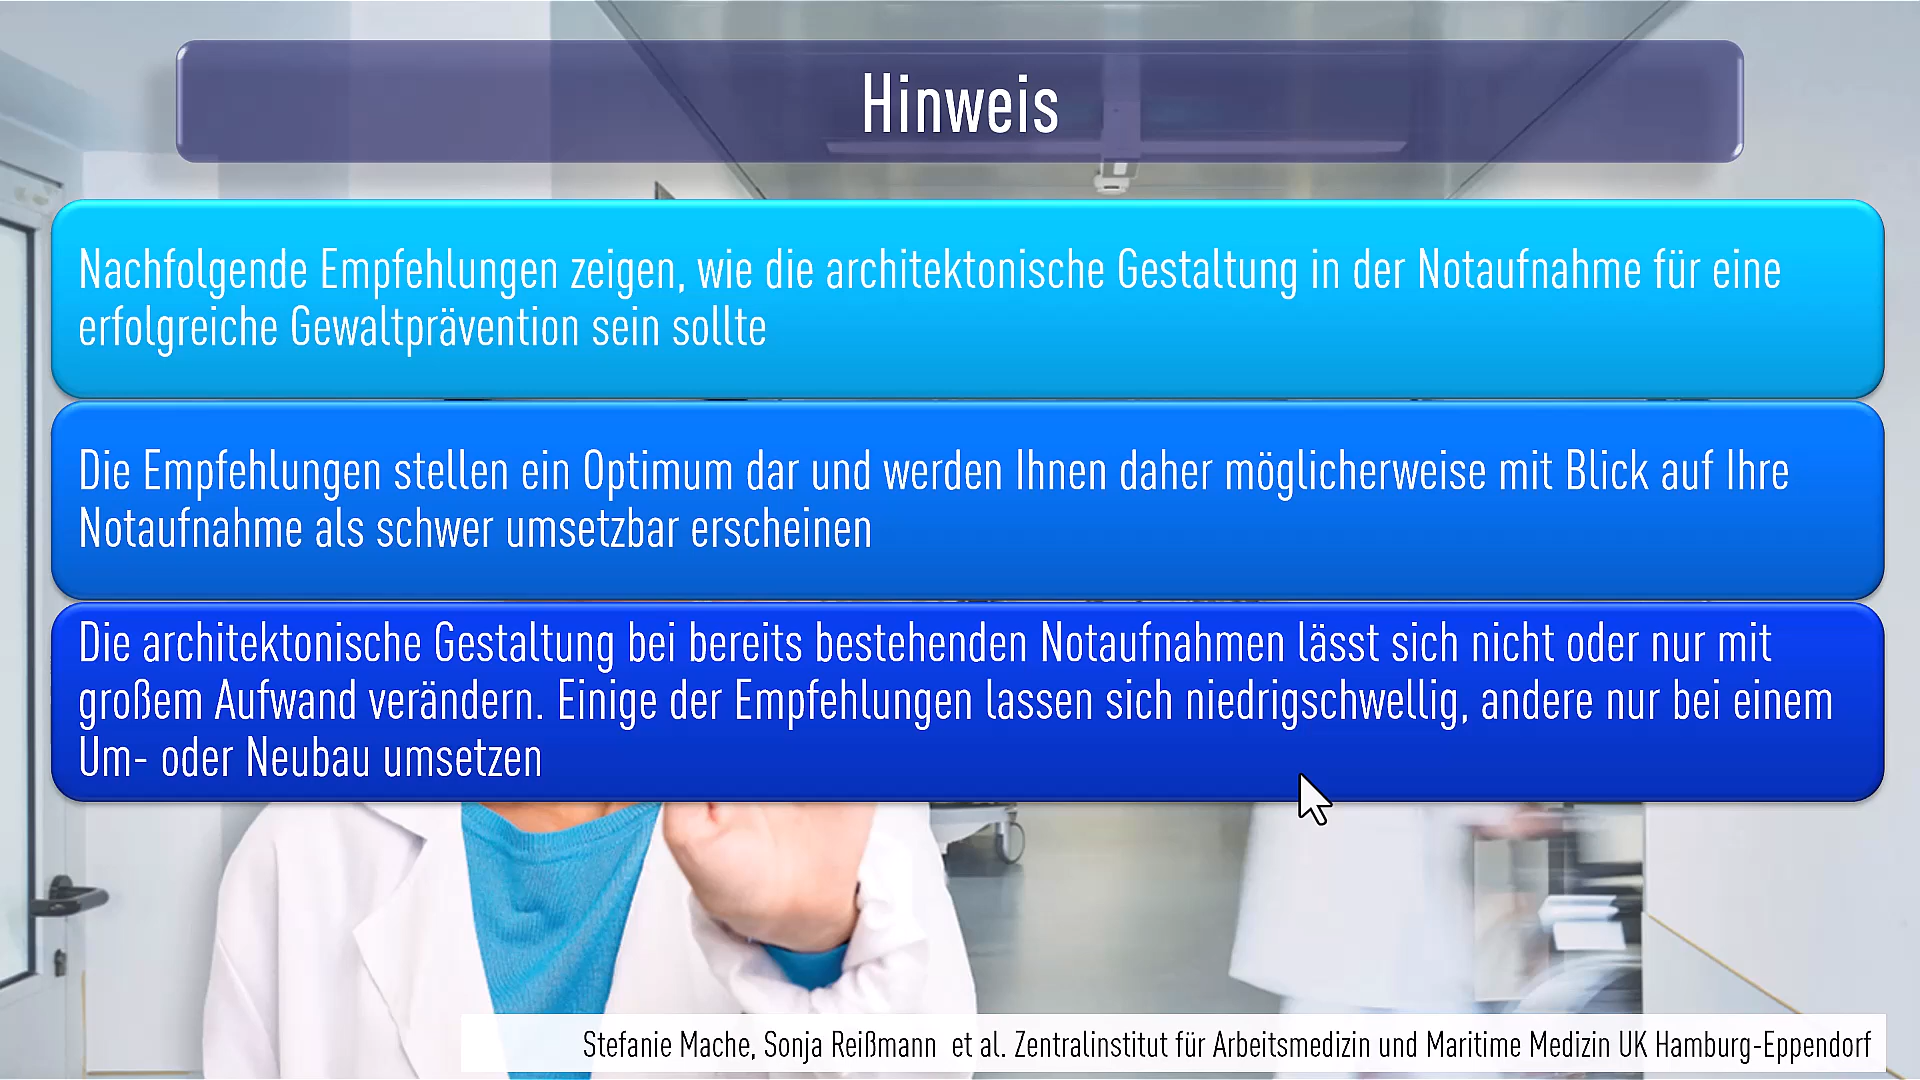 Hinweis
Nachfolgende Empfehlungen zeigen, wie die architektonische Gestaltung in der Notaufnahme für eine
erfolgreiche Gewaltprävention sein sollte
Die Empfehlungen stellen ein Optimum dar und werden Ihnen daher möglicherweise mit Blick auf Ihre
Notaufnahme als schwer umsetzbar erscheinen
Die architektonische Gestaltung bei bereits bestehenden Notaufnahmen lässt sich nicht oder nur mit
großem Aufwand verändern. Einige der Empfehlungen lassen sich niedrigschwellig, andere nur bei einem
Um- oder Neubau umsetzen
Stefanie Mache, Sonja Reißmann et al. Zentralinstitut für Arbeitsmedizin und Maritime Medizin UK Hamburg-Eppendorf